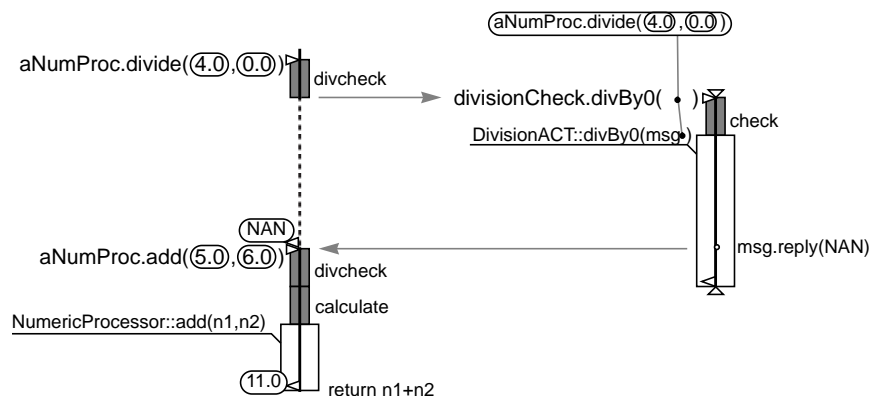 aNumProc.divide(4.0,0.0)
aNumProc.divide(4.0,0.0)
divcheck
divisionCheck.divBy0( )
check
DivisionACT::divBy0(msg)
NAN
msg.reply(NAN)
aNumProc.add(5.0,6.0)
divcheck
calculate
NumericProcessor::add(n1,n2)
11.0
return n1+n2